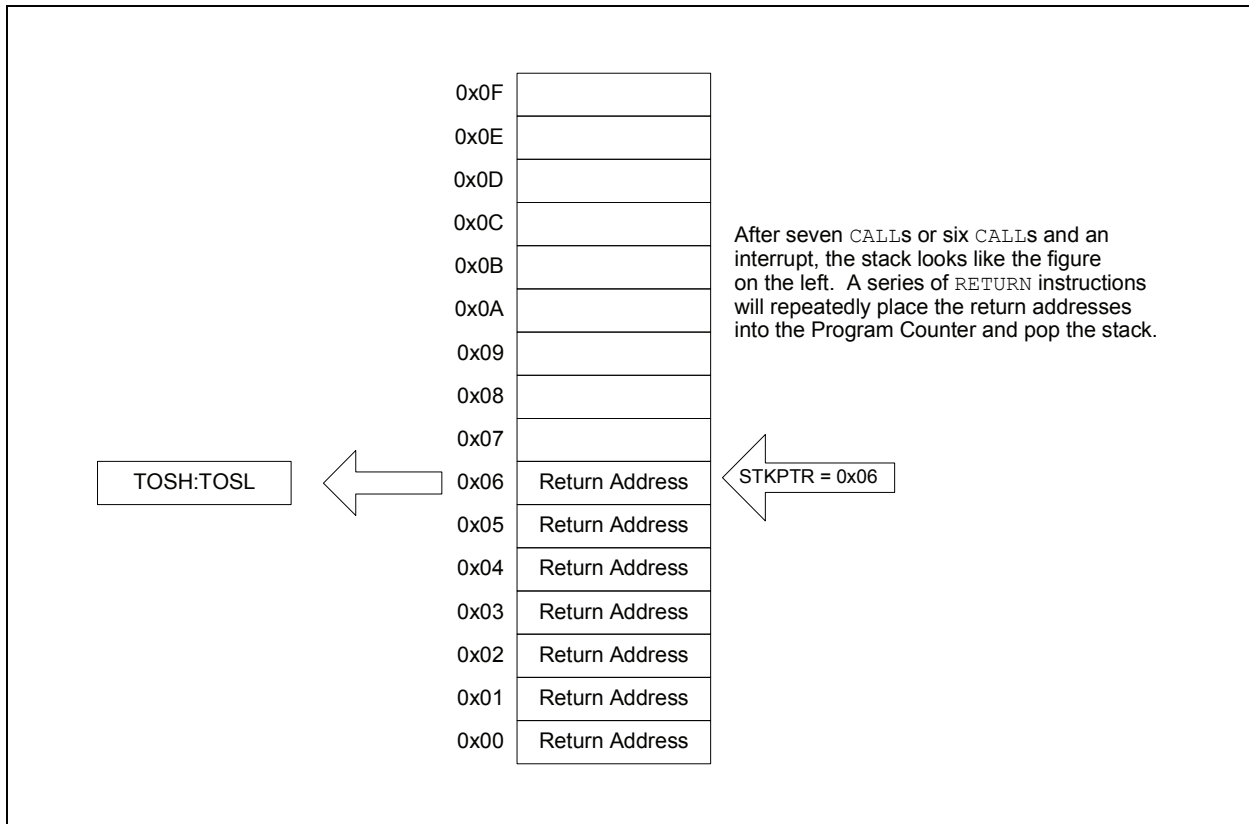 0x0F
0x0E
0x0D
0x0C
0x0B
0x0A
0x09
0x08
0x07
0x06 Return Address
0x05 Return Address
0x04 Return Address
0x03 Return Address
0x02 Return Address
0x01 Return Address
0x00 Return Address
TOSH:TOSL
STKPTR = 0x06
After seven CALLs or six CALLs and an
interrupt, the stack looks like the figure
on the left. A series of RETURN instructions
will repeatedly place the return addresses
into the Program Counter and pop the stack.